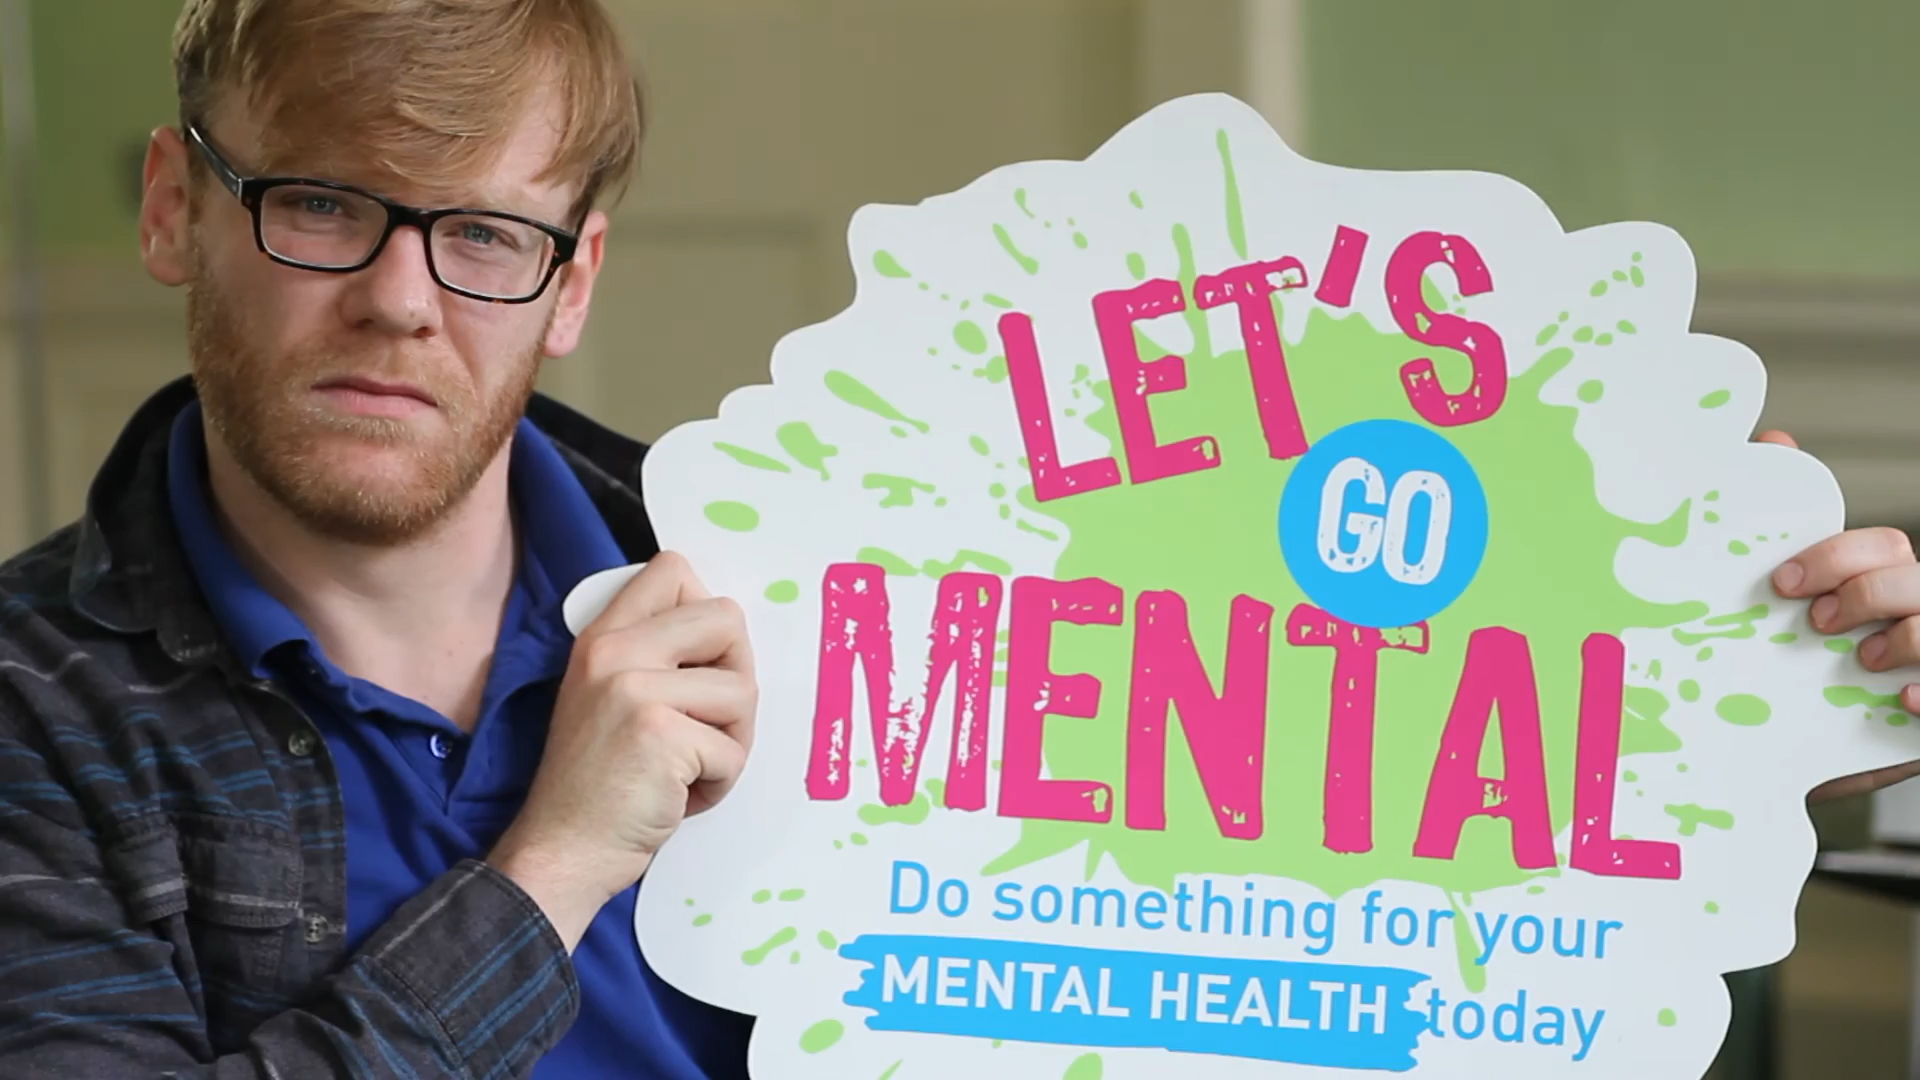 LET'S
GO
MENTAL
Do something for your
MENTAL HEALTH today